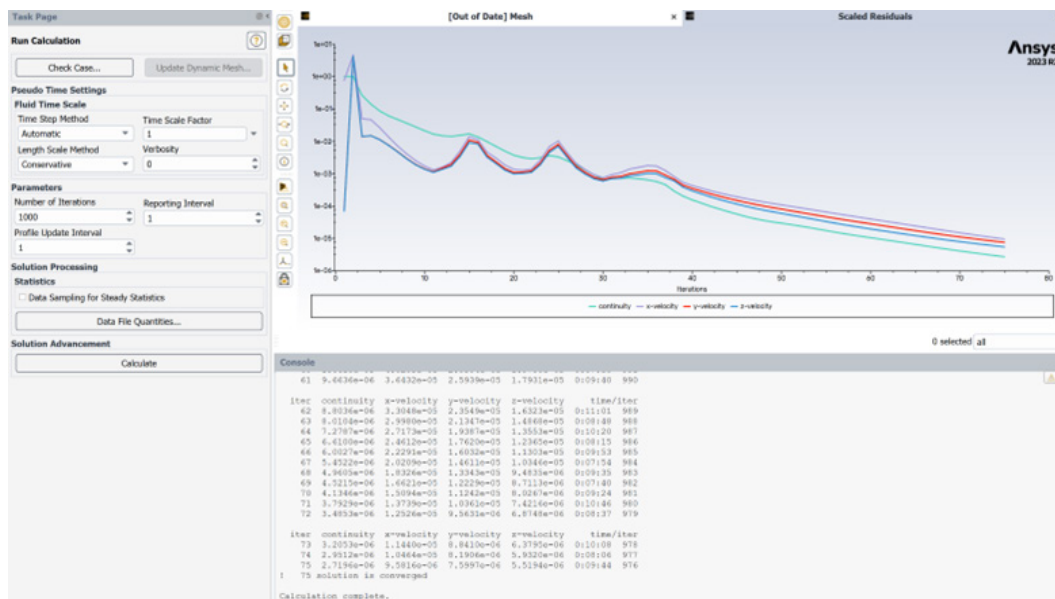 Task Page
Run Calculation
Check Case...
Update Dynamic Mesh...
Pseudo Time Settings
Fluid Time Scale
Time Step Method
Time Scale Factor
Automatic
1
Length Scale Method
Verbosity
Conservative
0
Parameters
Number of Iterations
Reporting Interval
1000
1
Profile Update Interval
1
Solution Processing
Statistics
Data Sampling for Steady Statistics
Data File Quantities...
Solution Advancement
Calculate
[Out of Date] Mesh
Scaled Residuals
Ansys
2023 R2
1e+01
1e+00
1e-01
1e-02
1e-03
1e-04
1e-05
1e-06
0 10 20 30 40 50 60 70 80
Iterations
continuity x-velocity y-velocity z-velocity
0 selected all
Console
61 9.6636e-06 3.6432e-05 2.5939e-05 1.7931e-05 0:09:40 990
iter continuity x-velocity y-velocity z-velocity time/iter
62 8.8036e-06 3.3048e-05 2.3549e-05 1.6323e-05 0:11:01 989
63 8.0104e-06 2.9980e-05 2.1347e-05 1.4868e-05 0:08:48 988
64 7.2787e-06 2.7173e-05 1.9387e-05 1.3553e-05 0:10:20 987
65 6.6100e-06 2.4612e-05 1.7620e-05 1.2365e-05 0:08:15 986
66 6.0027e-06 2.2291e-05 1.6032e-05 1.1303e-05 0:09:53 985
67 5.4522e-06 2.0209e-05 1.4611e-05 1.0346e-05 0:07:54 984
68 4.9605e-06 1.8326e-05 1.3343e-05 9.4835e-06 0:09:35 983
69 4.5215e-06 1.6621e-05 1.2229e-05 8.7113e-06 0:07:40 982
70 4.1346e-06 1.5094e-05 1.1242e-05 8.0267e-06 0:09:24 981
71 3.7929e-06 1.3739e-05 1.0361e-05 7.4216e-06 0:10:46 980
72 3.4853e-06 1.2526e-05 9.5631e-06 6.8748e-06 0:08:37 979
iter continuity x-velocity y-velocity z-velocity time/iter
73 3.2053e-06 1.1440e-05 8.8410e-06 6.3795e-06 0:10:08 978
74 2.9512e-06 1.0464e-05 8.1906e-06 5.9320e-06 0:08:06 977
75 2.7196e-06 9.5816e-06 7.5997e-06 5.5194e-06 0:09:44 976
! 75 solution is converged
Calculation complete.